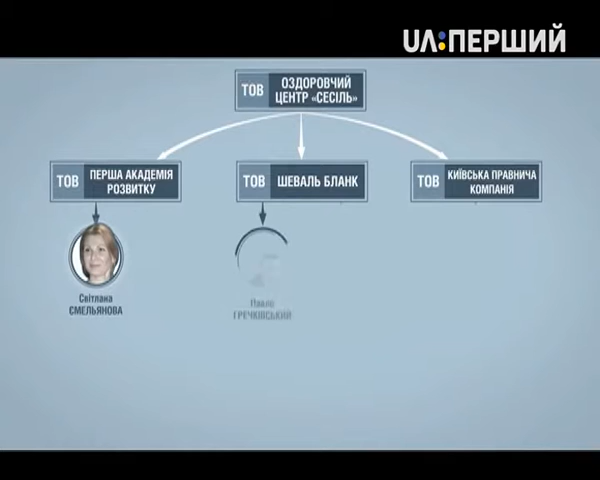 UA:ПЕРШИЙ
ТОВ ОЗДОРОВЧИЙ
ЦЕНТР «СЕСІЛЬ»
ТОВ ПЕРША АКАДЕМІЯ
РОЗВИТКУ
ТОВ ШЕВАЛЬ БЛАНК
ТОВ КИЇВСЬКА ПРАВНИЧА
КОМПАНІЯ
Світлана
ЄМЕЛЬЯНОВА
Павло
ГРЕЧКІВСЬКИЙ